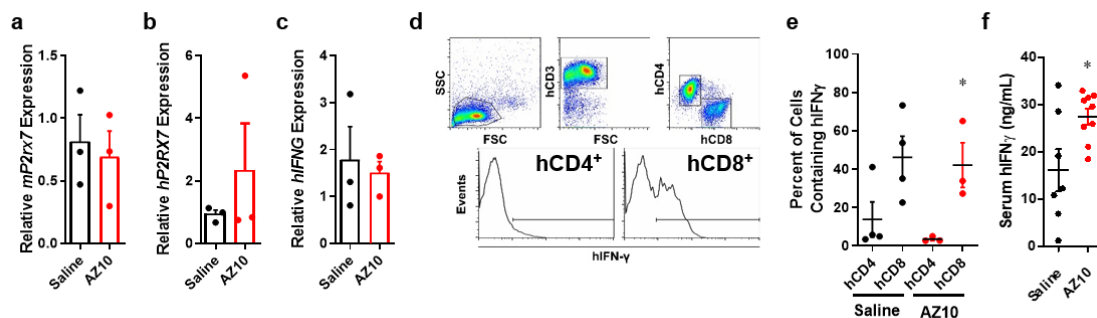 a
Relative mP2rx7 Expression
1.5
1.0
0.5
0.0
Saline
AZ10
b
Relative hP2RX7 Expression
6
4
2
0
Saline
AZ10
c
Relative hIFNG Expression
4
3
2
1
0
Saline
AZ10
d
SSC
FSC
hCD3
FSC
hCD4
hCD8
Events
hCD4+
hCD8+
hIFN-γ
e
Percent of Cells
Containing hIFNγ
100
80
60
40
20
0
*
hCD4
hCD8
hCD4
hCD8
Saline
AZ10
f
Serum hIFNγ (ng/mL)
40
30
20
10
0
*
Saline
AZ10